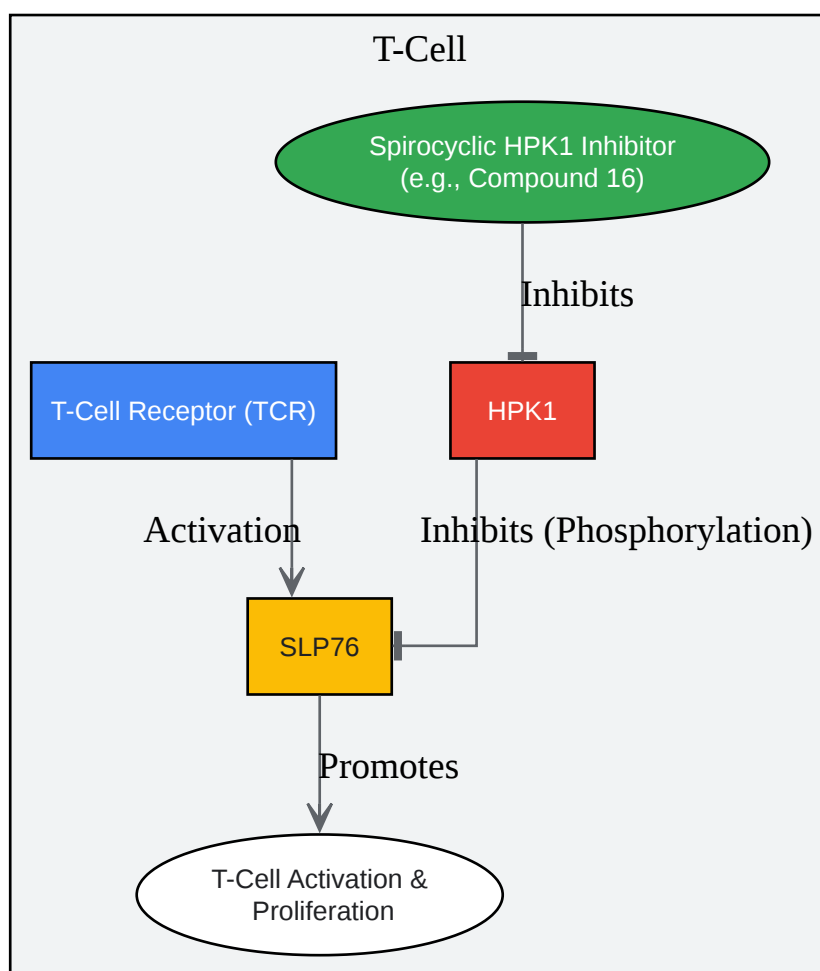 T-Cell
Spirocyclic HPK1 Inhibitor
(e.g., Compound 16)
Inhibits
T-Cell Receptor (TCR)
HPK1
Activation
Inhibits (Phosphorylation)
SLP76
Promotes
T-Cell Activation &
Proliferation